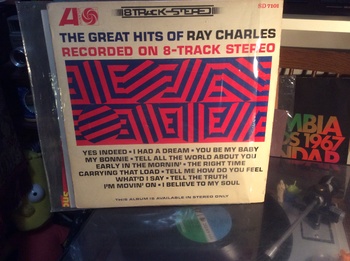 8 TRACK-STEREO
THE GREAT HITS OF RAY CHARLES
RECORDED ON 8-TRACK STEREO
YES INDEED • I HAD A DREAM • YOU BE MY BABY
MY BONNIE • TELL ALL THE WORLD ABOUT YOU
EARLY IN THE MORNIN' • THE RIGHT TIME
CARRYING THAT LOAD • TELL ME HOW DO YOU FEEL
WHAT'D I SAY • TELL THE TRUTH
I'M MOVIN' ON • I BELIEVE TO MY SOUL
THIS ALBUM IS AVAILABLE IN STEREO ONLY
MBIA
1967
DAR